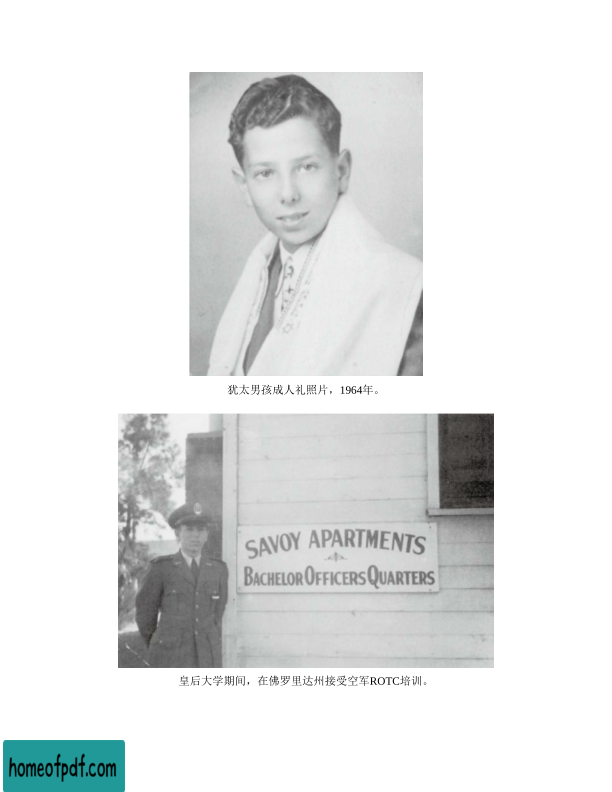 犹太男孩成人礼照片，1964年。
SAVOY APARTMENTS
BACHELOR OFFICERS QUARTERS
皇后大学期间，在佛罗里达州接受空军ROTC培训。
homeofpdf.com